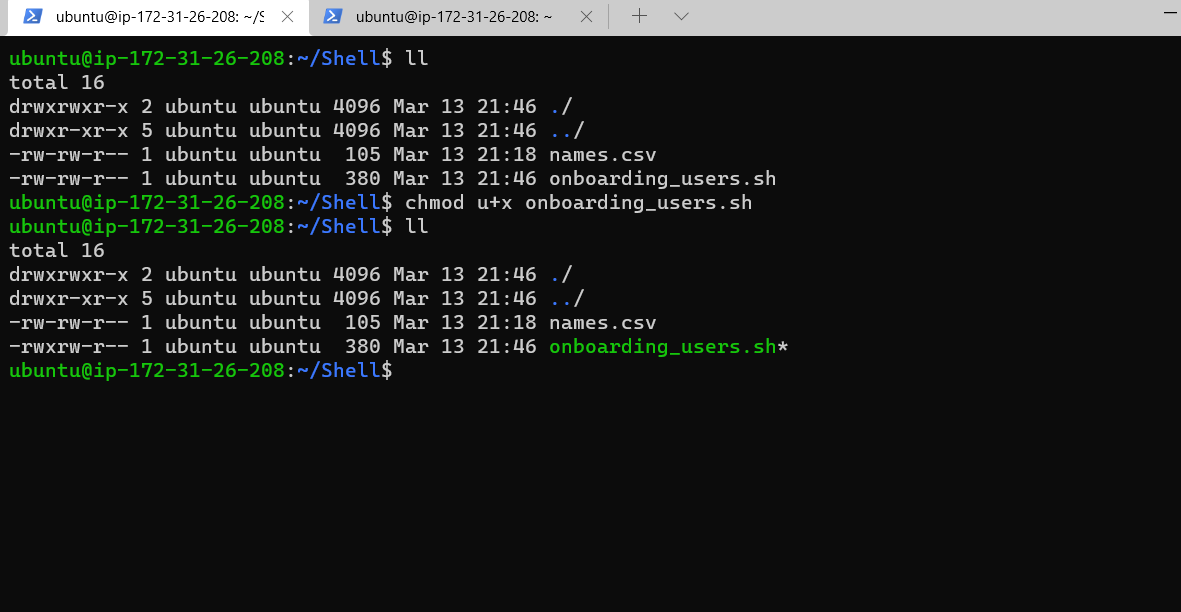 ubuntu@ip-172-31-26-208: ~/S
ubuntu@ip-172-31-26-208: ~
ubuntu@ip-172-31-26-208:~/Shell$ ll
total 16
drwxrwxr-x 2 ubuntu ubuntu 4096 Mar 13 21:46 ./
drwxr-xr-x 5 ubuntu ubuntu 4096 Mar 13 21:46 ../
-rw-rw-r-- 1 ubuntu ubuntu  105 Mar 13 21:18 names.csv
-rw-rw-r-- 1 ubuntu ubuntu  380 Mar 13 21:46 onboarding_users.sh
ubuntu@ip-172-31-26-208:~/Shell$ chmod u+x onboarding_users.sh
ubuntu@ip-172-31-26-208:~/Shell$ ll
total 16
drwxrwxr-x 2 ubuntu ubuntu 4096 Mar 13 21:46 ./
drwxr-xr-x 5 ubuntu ubuntu 4096 Mar 13 21:46 ../
-rw-rw-r-- 1 ubuntu ubuntu  105 Mar 13 21:18 names.csv
-rwxrw-r-- 1 ubuntu ubuntu  380 Mar 13 21:46 onboarding_users.sh*
ubuntu@ip-172-31-26-208:~/Shell$